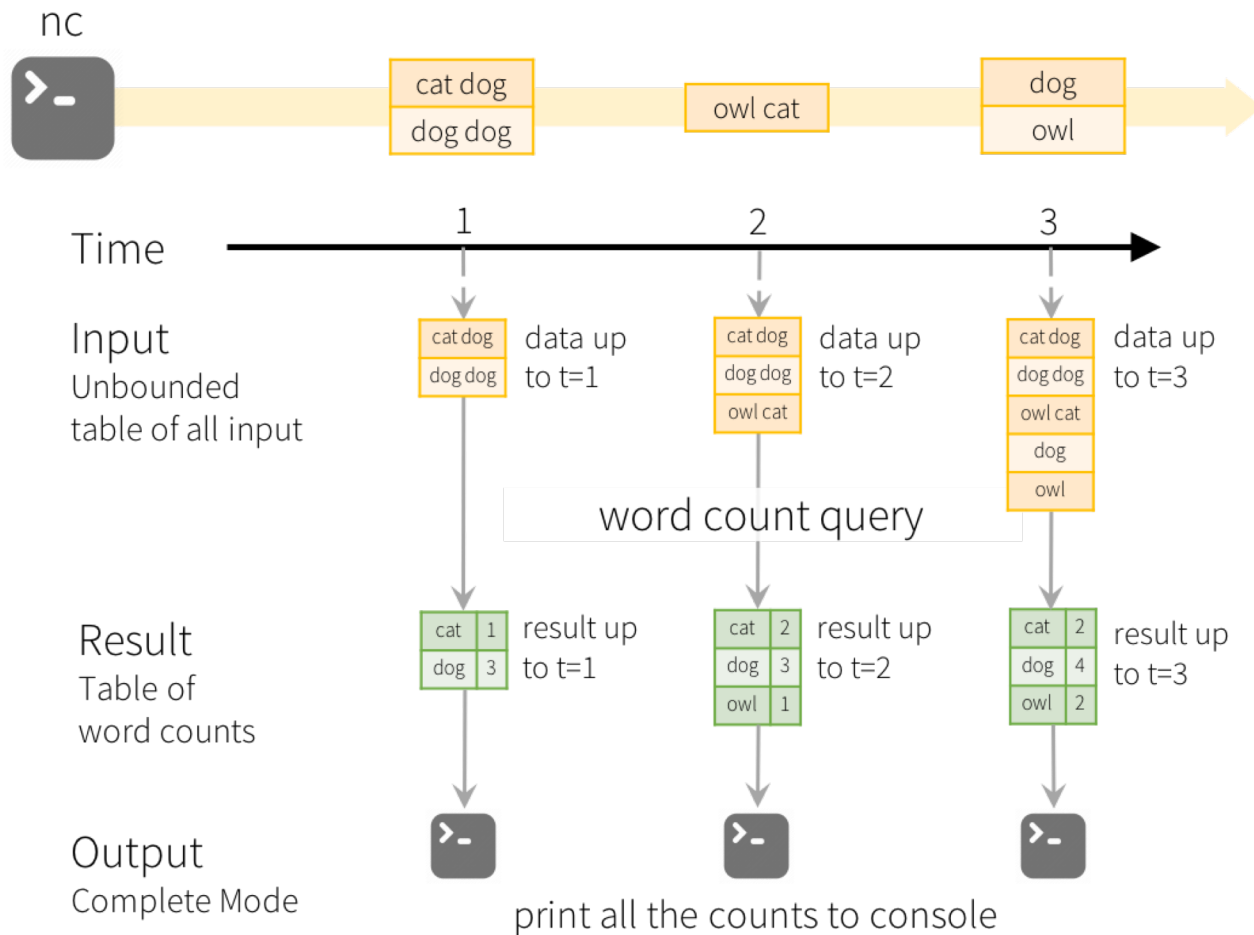 nc
cat dog
dog dog
owl cat
dog
owl
Time
1
2
3
Input
Unbounded
table of all input
cat dog
dog dog
data up
to t=1
cat dog
dog dog
owl cat
data up
to t=2
cat dog
dog dog
owl cat
dog
owl
data up
to t=3
word count query
Result
Table of
word counts
cat 1
dog 3
result up
to t=1
cat 2
dog 3
owl 1
result up
to t=2
cat 2
dog 4
owl 2
result up
to t=3
Output
Complete Mode
print all the counts to console